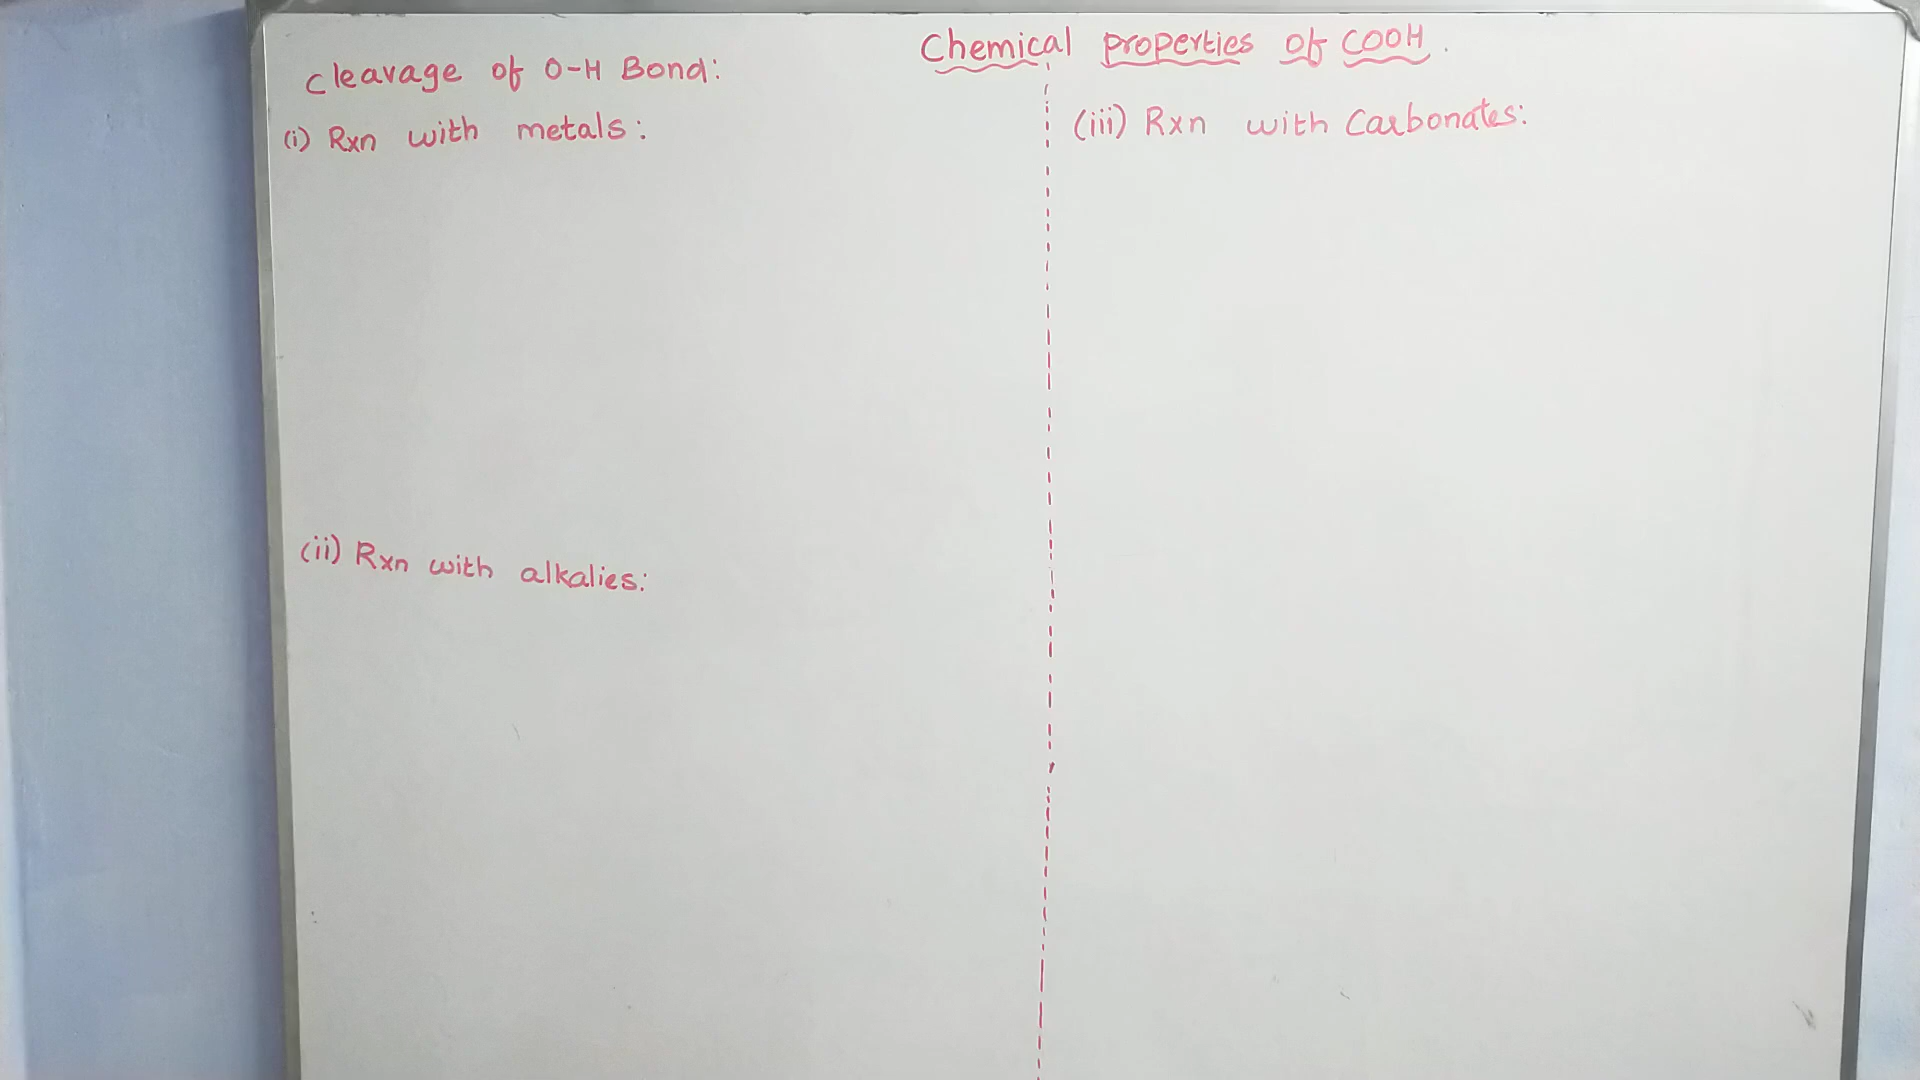 Chemical properties of COOH.
Cleavage of O-H Bond:
(i) Rxn with metals:
(ii) Rxn with alkalies:
(iii) Rxn with Carbonates: